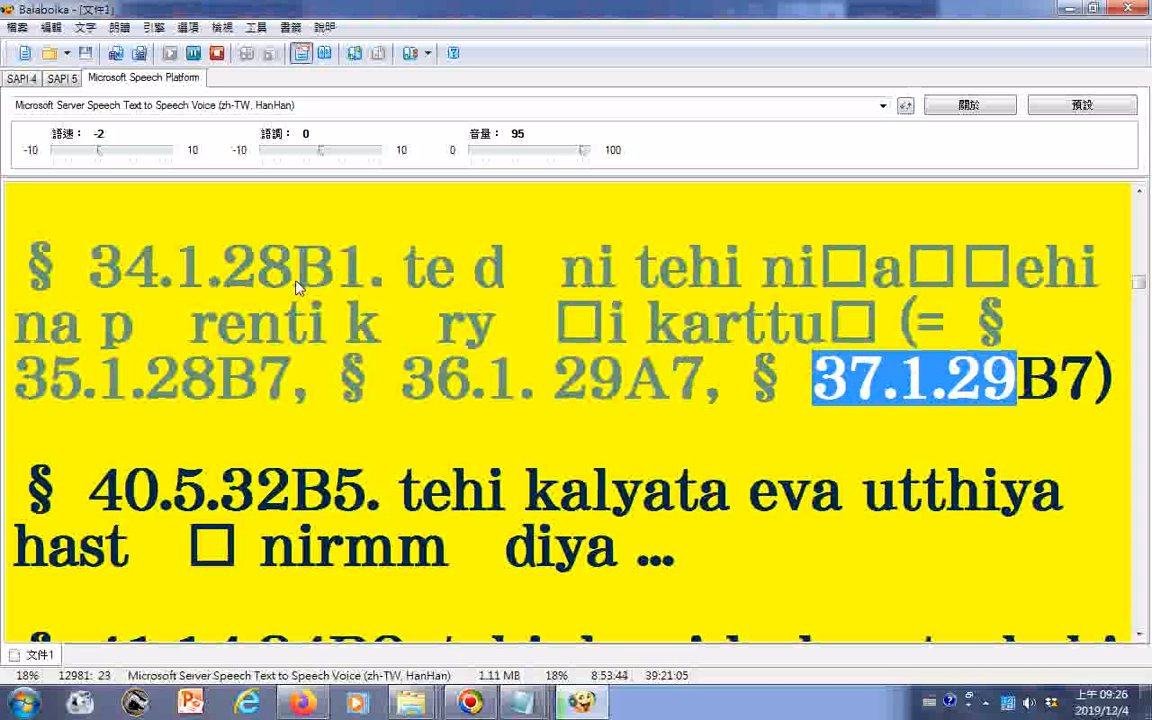 Balabolka - [文件1]
檔案 編輯 文字 朗讀 引擎 選項 檢視 工具 書籤 說明
SAPI 4 SAPI 5 Microsoft Speech Platform
Microsoft Server Speech Text to Speech Voice (zh-TW, HanHan) 關於 預設
語速： -2 語調： 0 音量： 95
-10 10 -10 10 0 100
§ 34.1.28B1. te d ni tehi ni□a□□ehi
na p renti k ry □i karttu□ (= §
35.1.28B7, § 36.1. 29A7, § 37.1.29B7)
§ 40.5.32B5. tehi kalyata eva utthiya
hast □ nirmm diya ...
文件1
18% 12981: 23 Microsoft Server Speech Text to Speech Voice (zh-TW, HanHan) 1.11 MB 18% 8:53:44 39:21:05
上午 09:26
2019/12/4